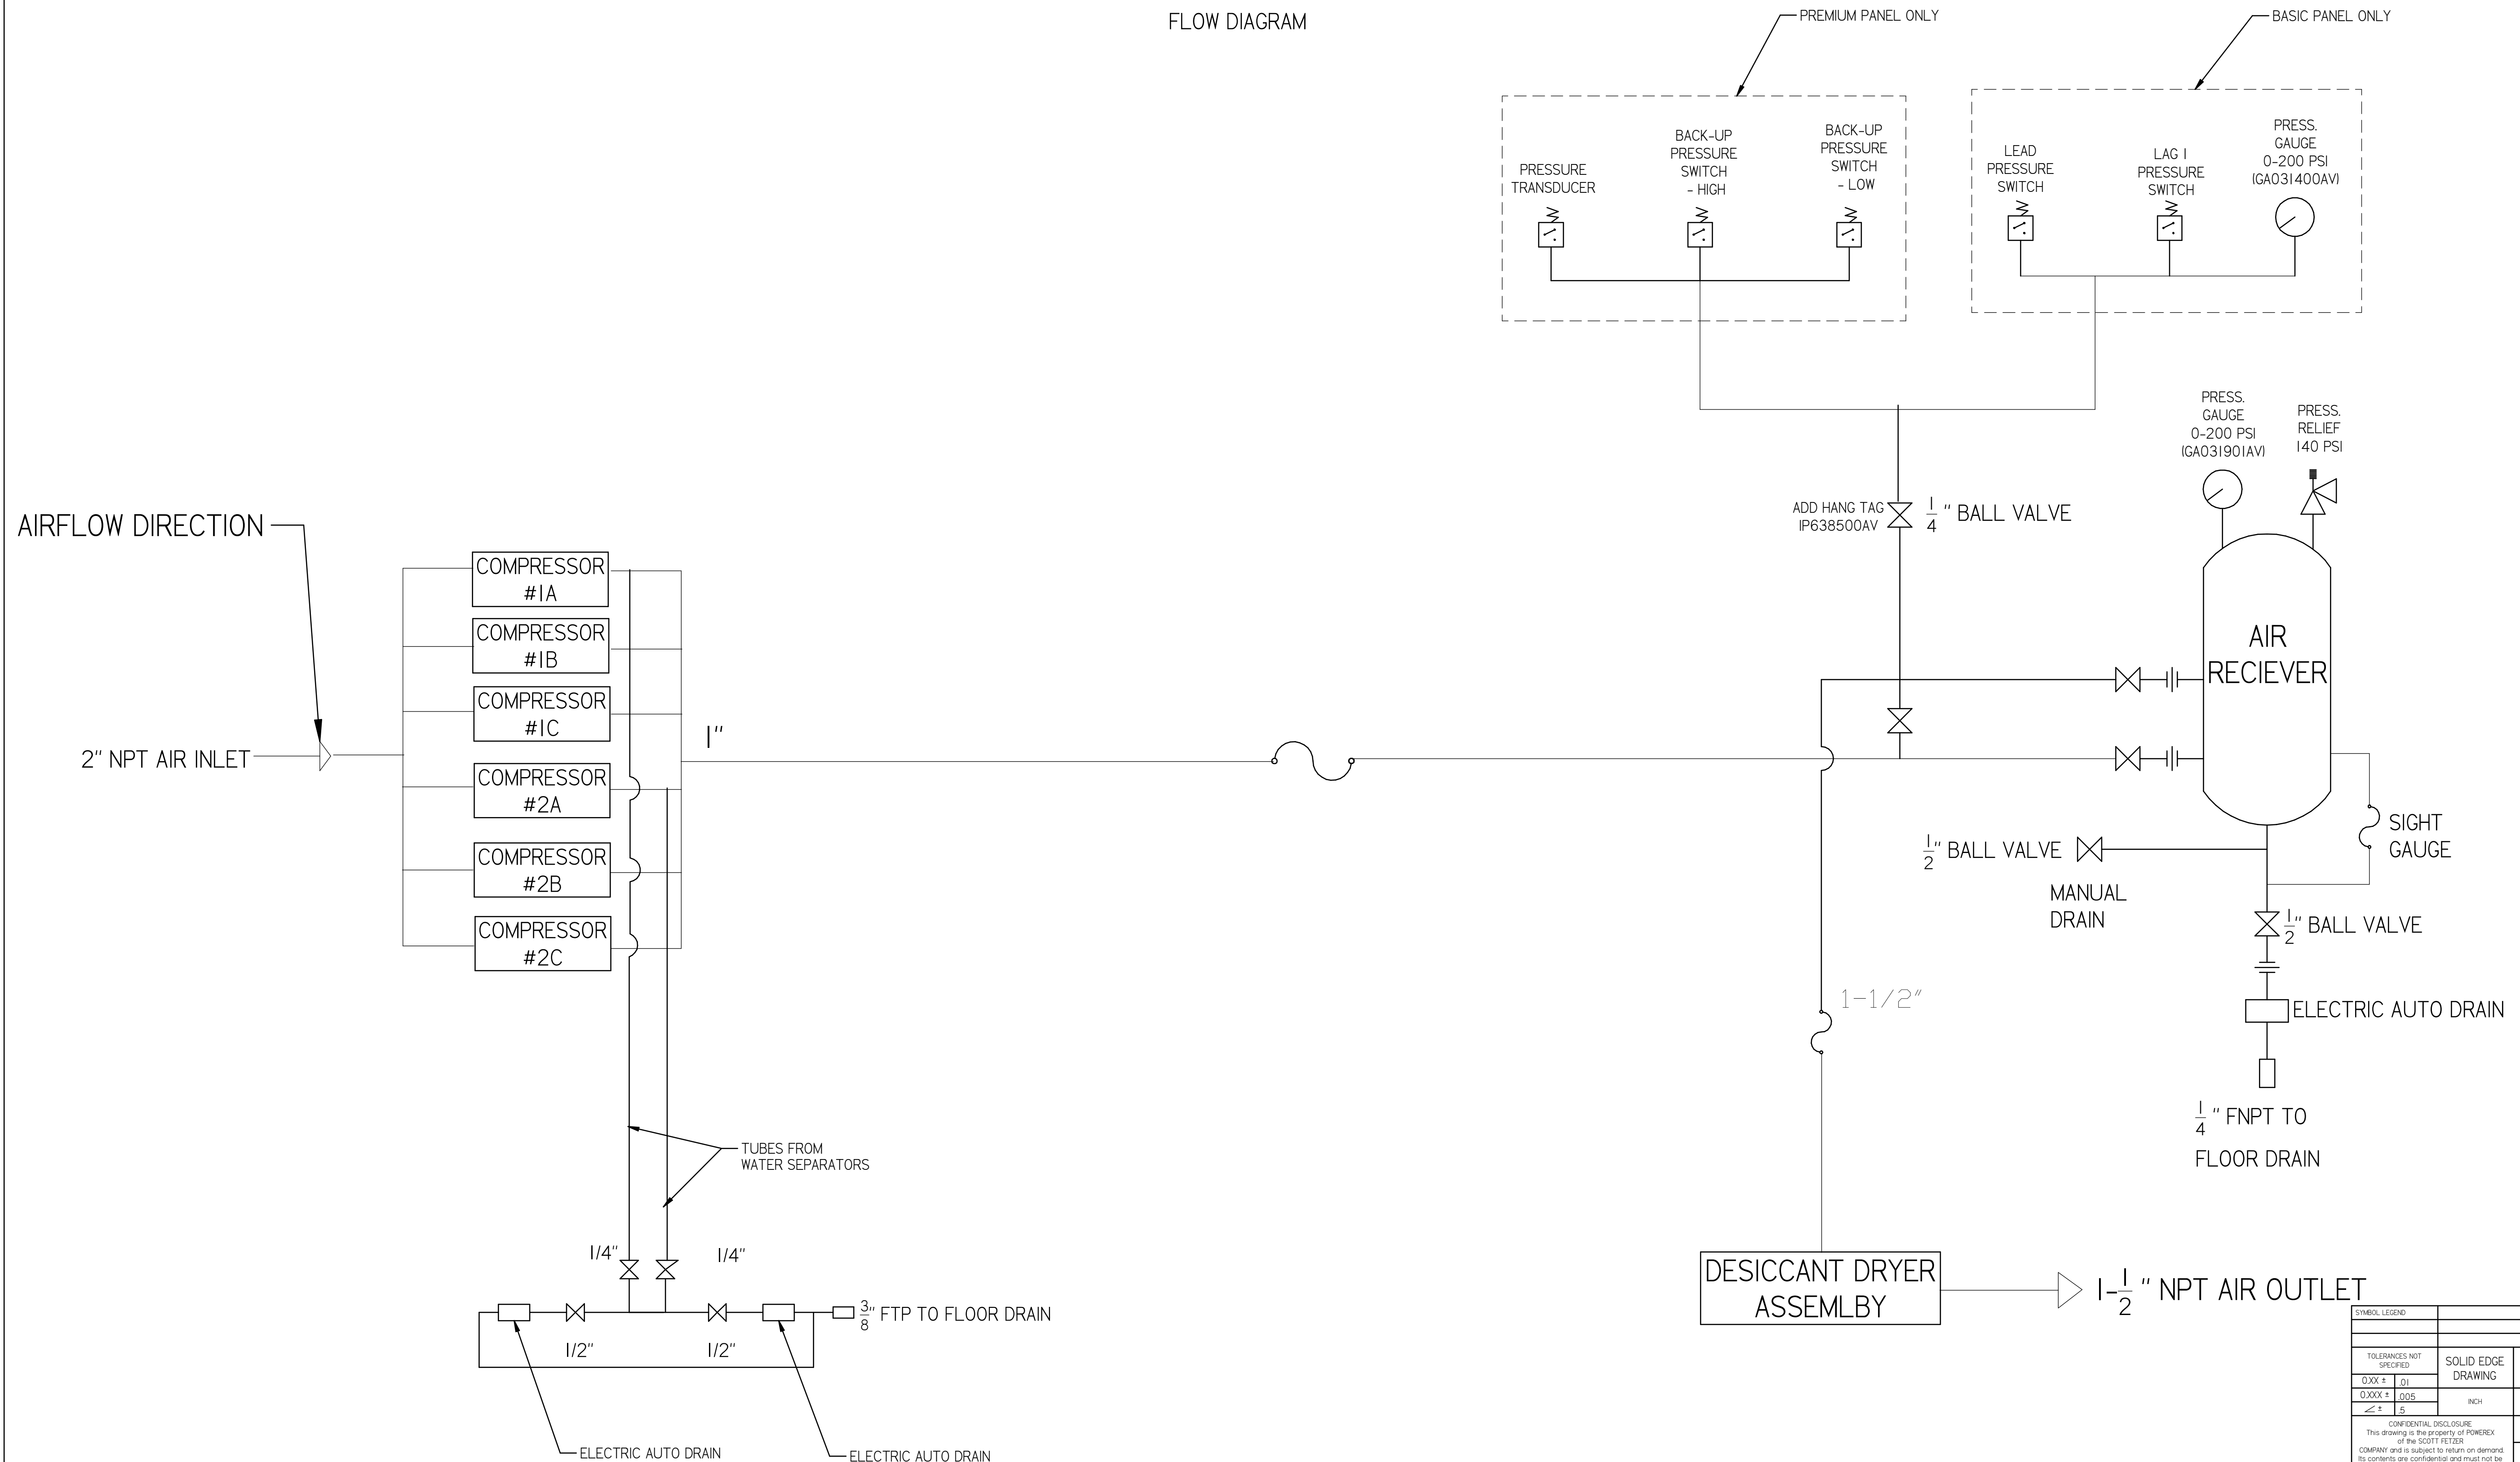 FLOW DIAGRAM
PREMIUM PANEL ONLY
BASIC PANEL ONLY
PRESSURE
TRANSDUCER
BACK-UP
PRESSURE
SWITCH
- HIGH
BACK-UP
PRESSURE
SWITCH
- LOW
LEAD
PRESSURE
SWITCH
LAG 1
PRESSURE
SWITCH
PRESS.
GAUGE
0-200 PSI
(GA031400AV)
PRESS.
GAUGE
0-200 PSI
(GA031901AV)
PRESS.
RELIEF
140 PSI
ADD HANG TAG
IP638500AV
1/4" BALL VALVE
AIRFLOW DIRECTION
2" NPT AIR INLET
COMPRESSOR
#1A
COMPRESSOR
#1B
COMPRESSOR
#1C
COMPRESSOR
#2A
COMPRESSOR
#2B
COMPRESSOR
#2C
1"
AIR
RECIEVER
SIGHT
GAUGE
1/2" BALL VALVE
MANUAL
DRAIN
1/2" BALL VALVE
ELECTRIC AUTO DRAIN
1/4" FNPT TO
FLOOR DRAIN
1-1/2"
TUBES FROM
WATER SEPARATORS
1/4"
1/4"
3/8" FTP TO FLOOR DRAIN
1/2"
1/2"
ELECTRIC AUTO DRAIN
ELECTRIC AUTO DRAIN
DESICCANT DRYER
ASSEMLBY
1-1/2" NPT AIR OUTLET
SYMBOL LEGEND
TOLERANCES NOT
SPECIFIED
SOLID EDGE
DRAWING
0.XX ± .01
0.XXX ± .005
∠ ± .5
INCH
CONFIDENTIAL DISCLOSURE
This drawing is the property of POWEREX
of the SCOTT FETZER
COMPANY and is subject to return on demand.
Its contents are confidential and must not be